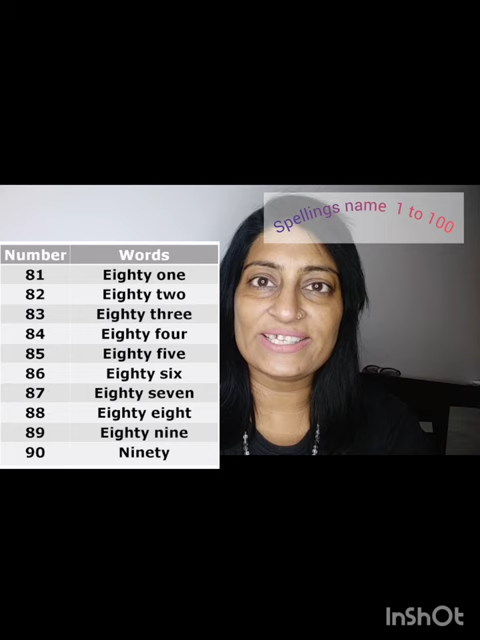 Spellings name 1 to 100
Number Words
81 Eighty one
82 Eighty two
83 Eighty three
84 Eighty four
85 Eighty five
86 Eighty six
87 Eighty seven
88 Eighty eight
89 Eighty nine
90 Ninety
InShOt